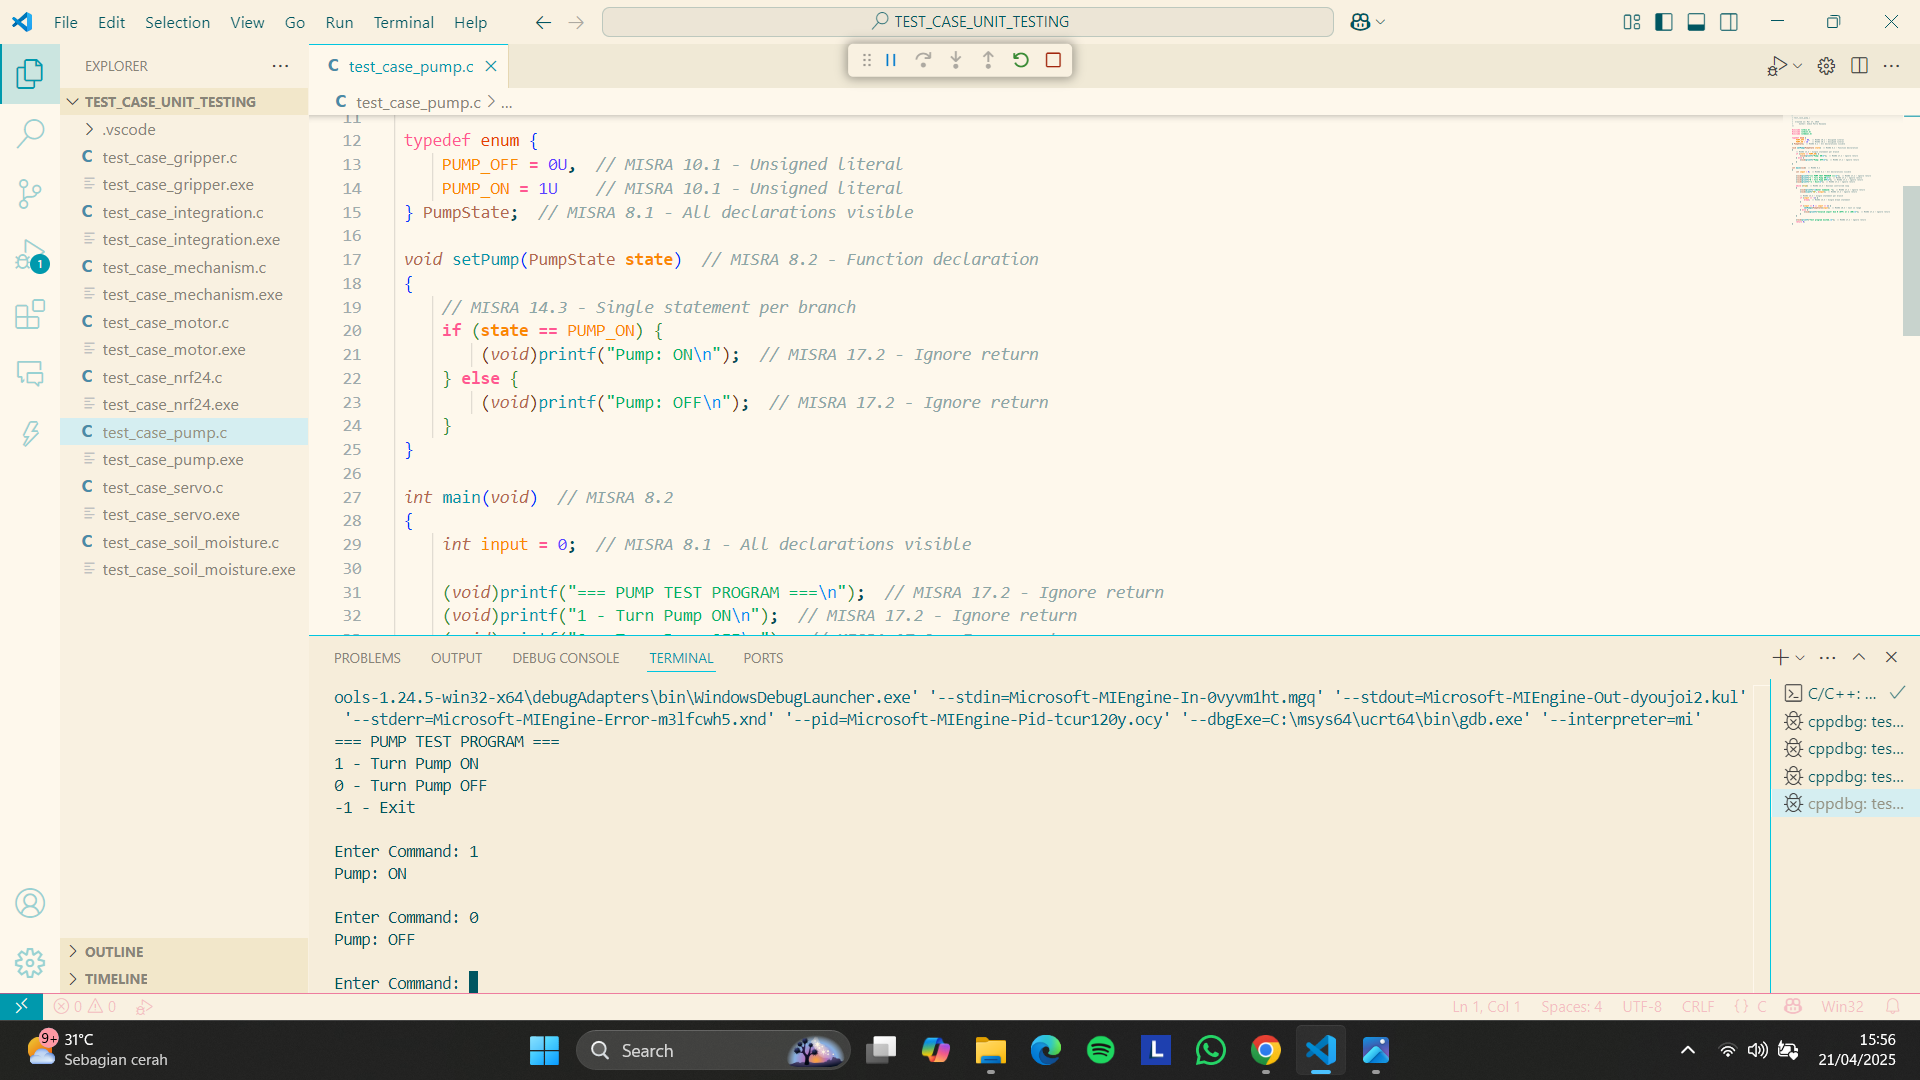 File Edit Selection View Go Run Terminal Help
TEST_CASE_UNIT_TESTING
EXPLORER
TEST_CASE_UNIT_TESTING
.vscode
C test_case_gripper.c
test_case_gripper.exe
C test_case_integration.c
test_case_integration.exe
C test_case_mechanism.c
test_case_mechanism.exe
C test_case_motor.c
test_case_motor.exe
C test_case_nrf24.c
test_case_nrf24.exe
C test_case_pump.c
test_case_pump.exe
C test_case_servo.c
test_case_servo.exe
C test_case_soil_moisture.c
test_case_soil_moisture.exe
OUTLINE
TIMELINE
1
C test_case_pump.c
C test_case_pump.c > ...
11
12 typedef enum {
13 PUMP_OFF = 0U, // MISRA 10.1 - Unsigned literal
14 PUMP_ON = 1U // MISRA 10.1 - Unsigned literal
15 } PumpState; // MISRA 8.1 - All declarations visible
16
17 void setPump(PumpState state) // MISRA 8.2 - Function declaration
18 {
19 // MISRA 14.3 - Single statement per branch
20 if (state == PUMP_ON) {
21 (void)printf("Pump: ON\n"); // MISRA 17.2 - Ignore return
22 } else {
23 (void)printf("Pump: OFF\n"); // MISRA 17.2 - Ignore return
24 }
25 }
26
27 int main(void) // MISRA 8.2
28 {
29 int input = 0; // MISRA 8.1 - All declarations visible
30
31 (void)printf("=== PUMP TEST PROGRAM ===\n"); // MISRA 17.2 - Ignore return
32 (void)printf("1 - Turn Pump ON\n"); // MISRA 17.2 - Ignore return
PROBLEMS OUTPUT DEBUG CONSOLE TERMINAL PORTS
ools-1.24.5-win32-x64\debugAdapters\bin\WindowsDebugLauncher.exe' '--stdin=Microsoft-MIEngine-In-0vyvm1ht.mgq' '--stdout=Microsoft-MIEngine-Out-dyoujoi2.kul'
'--stderr=Microsoft-MIEngine-Error-m3lfcwh5.xnd' '--pid=Microsoft-MIEngine-Pid-tcur120y.ocy' '--dbgExe=C:\msys64\ucrt64\bin\gdb.exe' '--interpreter=mi'
=== PUMP TEST PROGRAM ===
1 - Turn Pump ON
0 - Turn Pump OFF
-1 - Exit
Enter Command: 1
Pump: ON
Enter Command: 0
Pump: OFF
Enter Command:
C/C++: ...
cppdbg: tes...
cppdbg: tes...
cppdbg: tes...
cppdbg: tes...
0 0
Ln 1, Col 1 Spaces: 4 UTF-8 CRLF {} C Win32
9+
31°C
Sebagian cerah
Search
L
15:56
21/04/2025